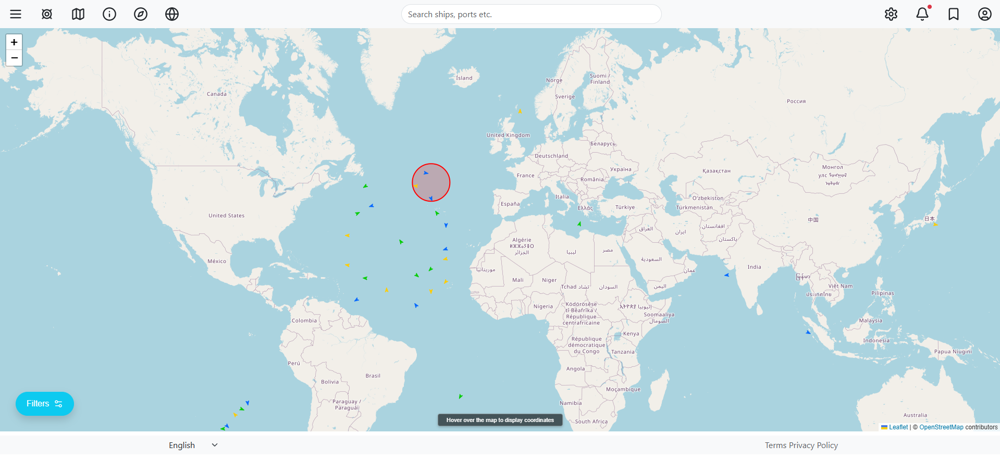 Search ships, ports etc.
+
−
Ísland
Norge
Suomi /
Finland
Sverige
Canada
Россия
United Kingdom
Беларусь
Deutschland
France
Україна
România
Қазақстан
Монгол
улс
Italia
España
Ελλάς
Türkiye
Oʻzbekiston
Türkmenistan
United States
中国
日本
العراق
ایران
افغانستان
پاکستان
Algérie
ⵍⵣⵣⴰⵢⴻⵔ
الجزائر
ليبيا
مصر
السعودية
عمان
México
موريتانيا
Mali
Niger
Tchad تشاد
السودان
اليمن
India
မြန်မာ
Việt Nam
ประเทศไทย
Pilipinas
Nigeria
Ködörösêse
tî Bêafrîka /
République
centrafricaine
ኢትዮጵያ إثيوبيا
Soomaaliya
الصومال
Colombia
Kenya
Malaysia
Indonesia
République
démocratique
du Congo
Tanzania
Papua Niugini
Perú
Brasil
Angola
Bolivia
Moçambique
Paraguay /
Paraguái
Namibia
South Africa
Australia
Filters
Hover over the map to display coordinates
Leaflet | © OpenStreetMap contributors
English
Terms Privacy Policy